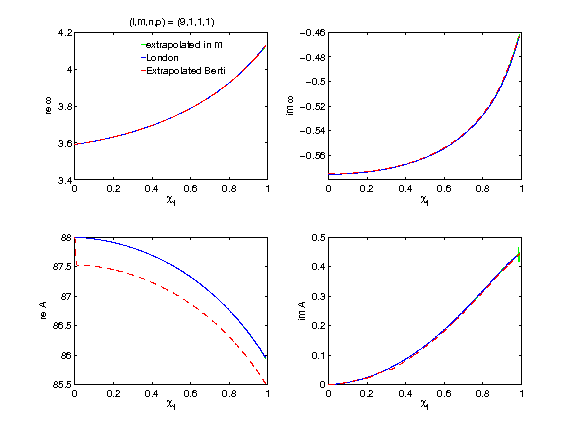 (l,m,n,p) = (9,1,1,1)
4.2
4
3.8
3.6
3.4
re ω
0 0.2 0.4 0.6 0.8 1
χf
extrapolated in m
London
Extrapolated Berti
−0.46
−0.48
−0.5
−0.52
−0.54
−0.56
im ω
0 0.2 0.4 0.6 0.8 1
χf
88
87.5
87
86.5
86
85.5
re A
0 0.2 0.4 0.6 0.8 1
χf
0.5
0.4
0.3
0.2
0.1
0
im A
0 0.2 0.4 0.6 0.8 1
χf